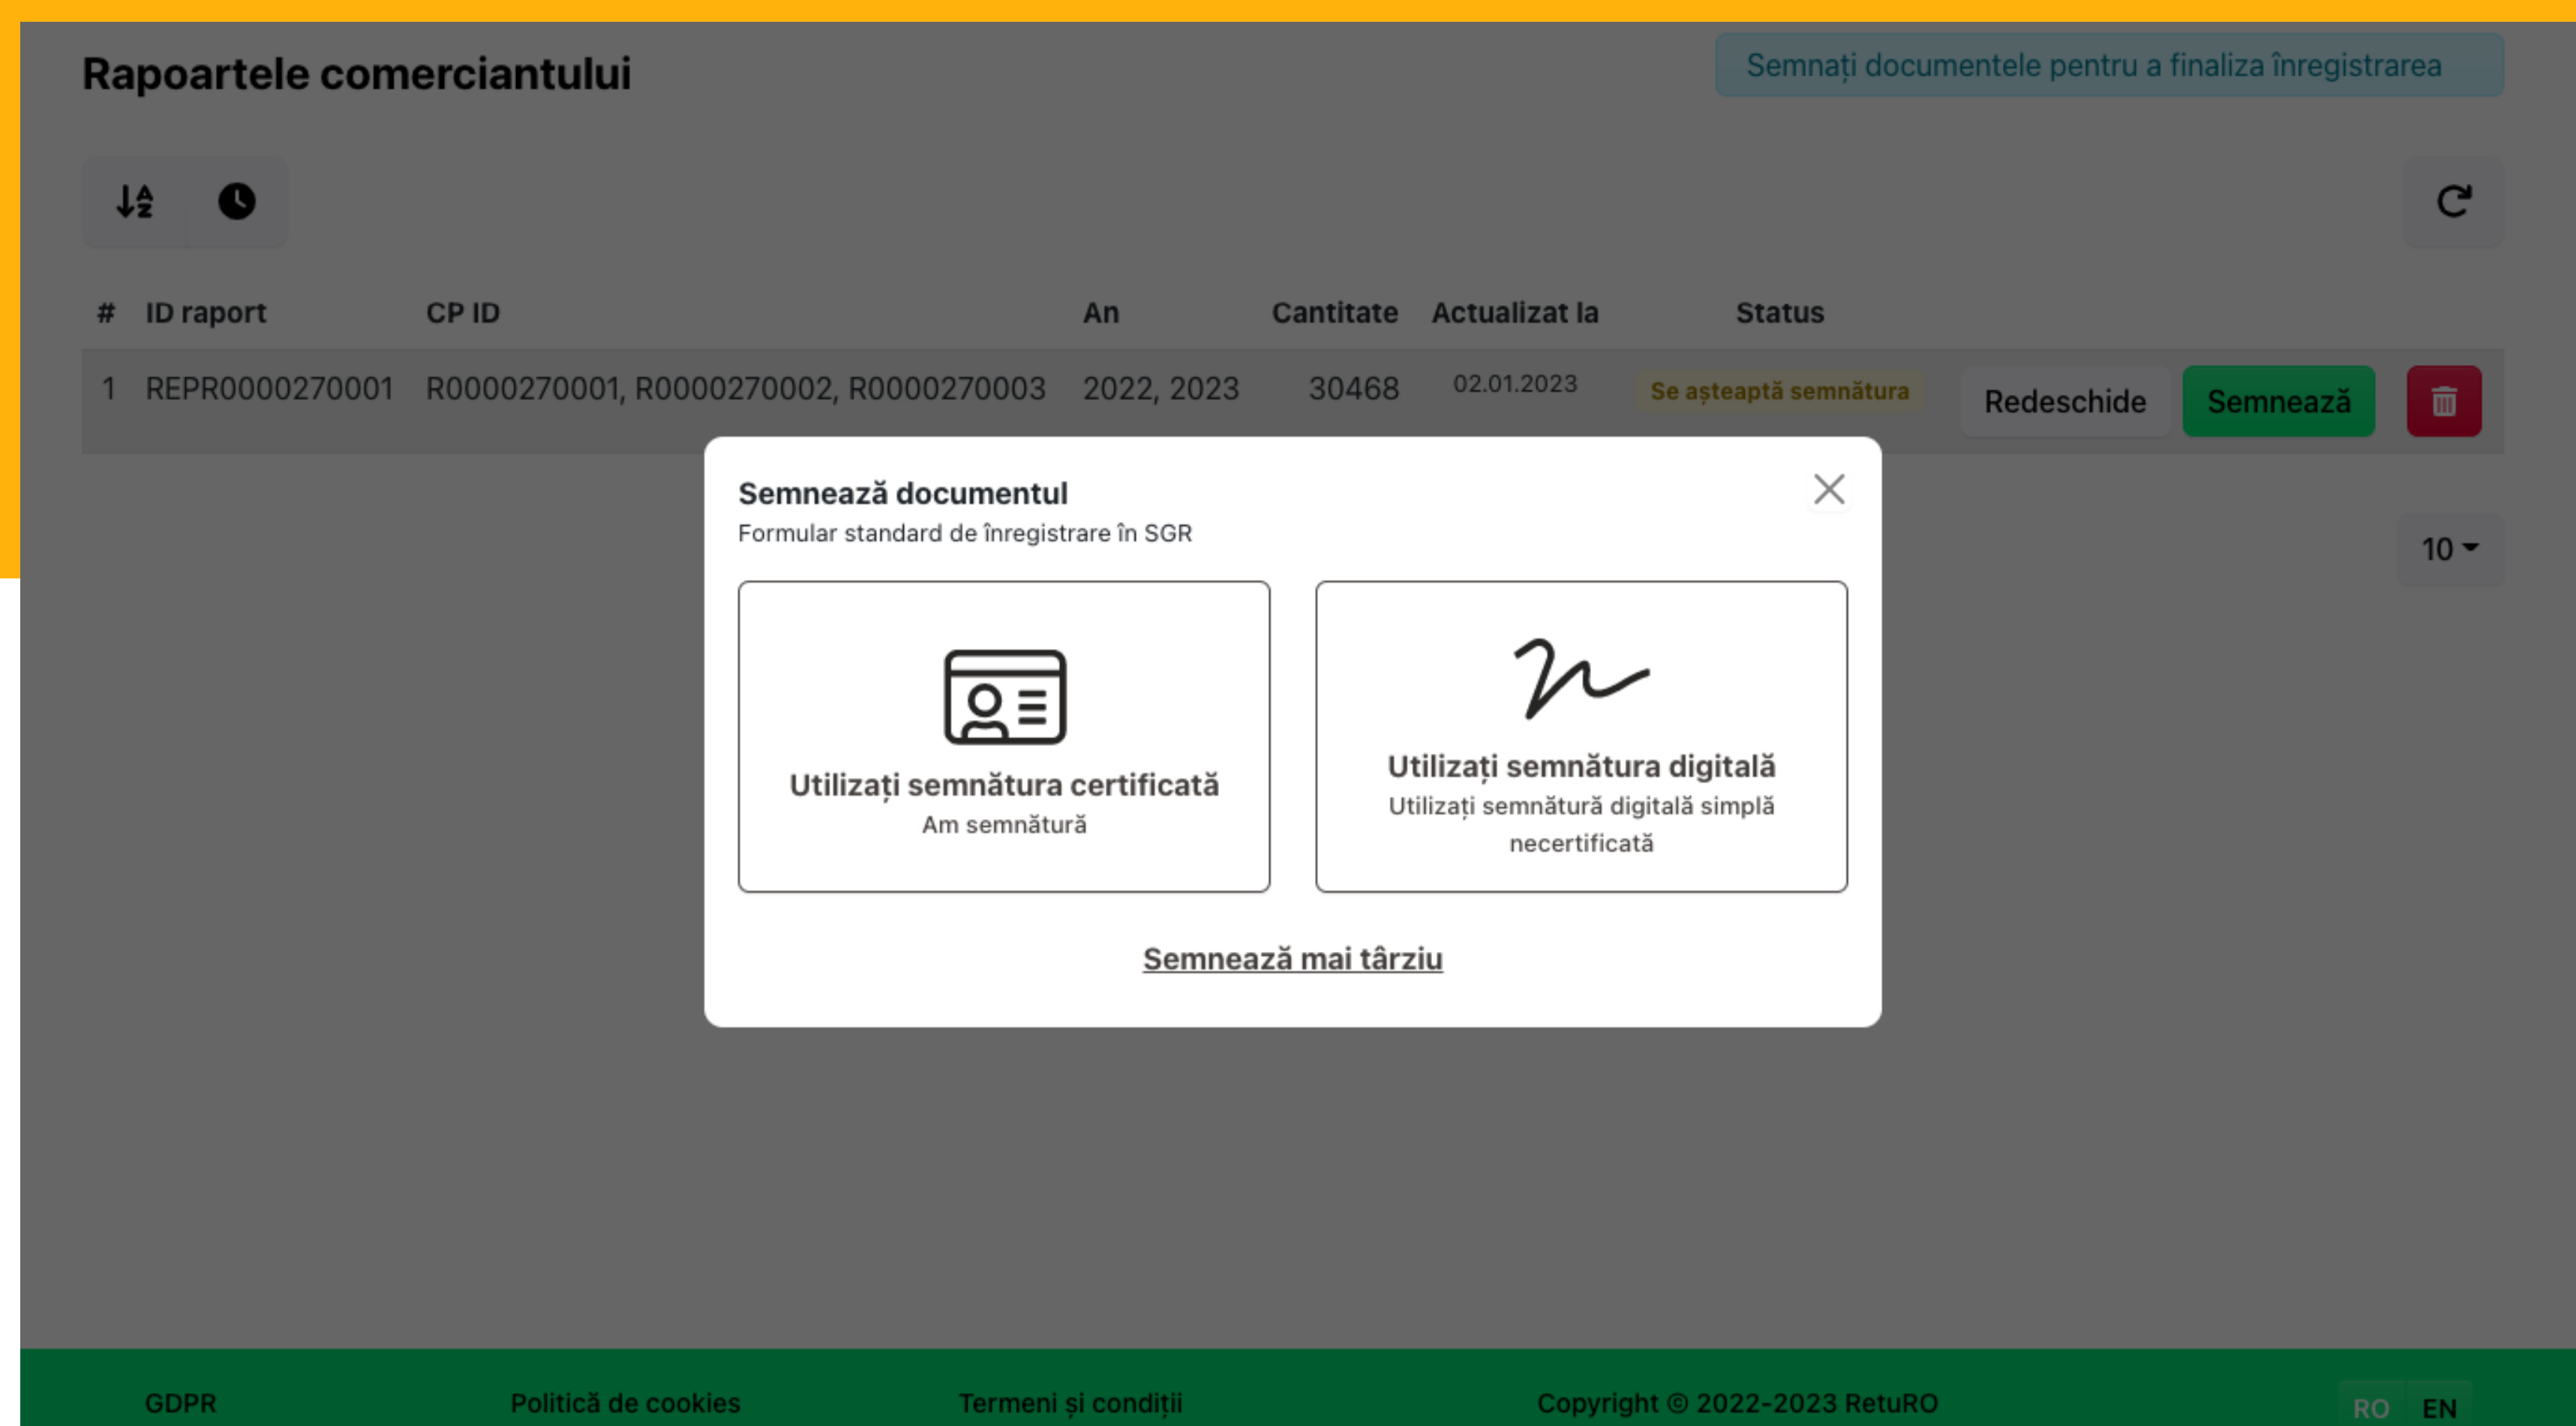 Rapoartele comerciantului
Semnați documentele pentru a finaliza înregistrarea
# ID raport CP ID An Cantitate Actualizat la Status
1 REPR0000270001 R0000270001, R0000270002, R0000270003 2022, 2023 30468 02.01.2023 Se așteaptă semnătura Redeschide Semnează
Semnează documentul
Formular standard de înregistrare în SGR
10
Utilizați semnătura certificată
Am semnătură
Utilizați semnătura digitală
Utilizați semnătură digitală simplă
necertificată
Semnează mai târziu
GDPR Politică de cookies Termeni și condiții Copyright © 2022-2023 RetuRO RO EN